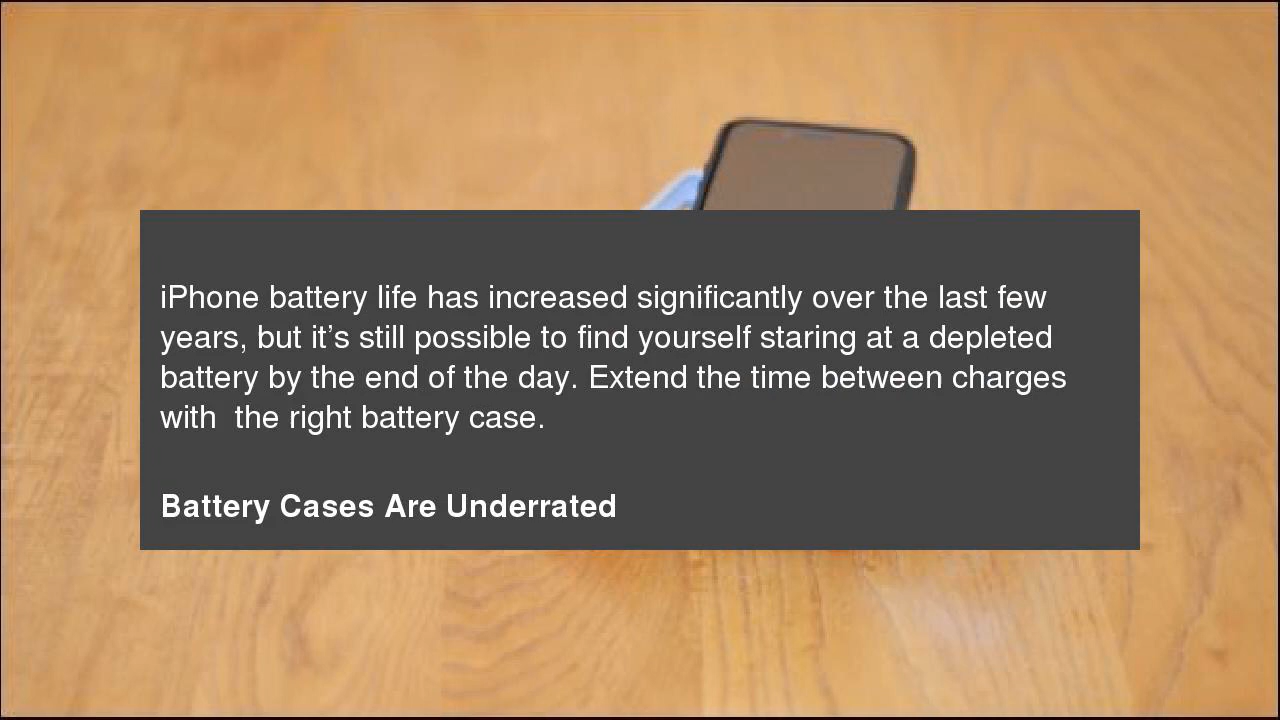 iPhone battery life has increased significantly over the last few
years, but it’s still possible to find yourself staring at a depleted
battery by the end of the day. Extend the time between charges
with  the right battery case.
Battery Cases Are Underrated